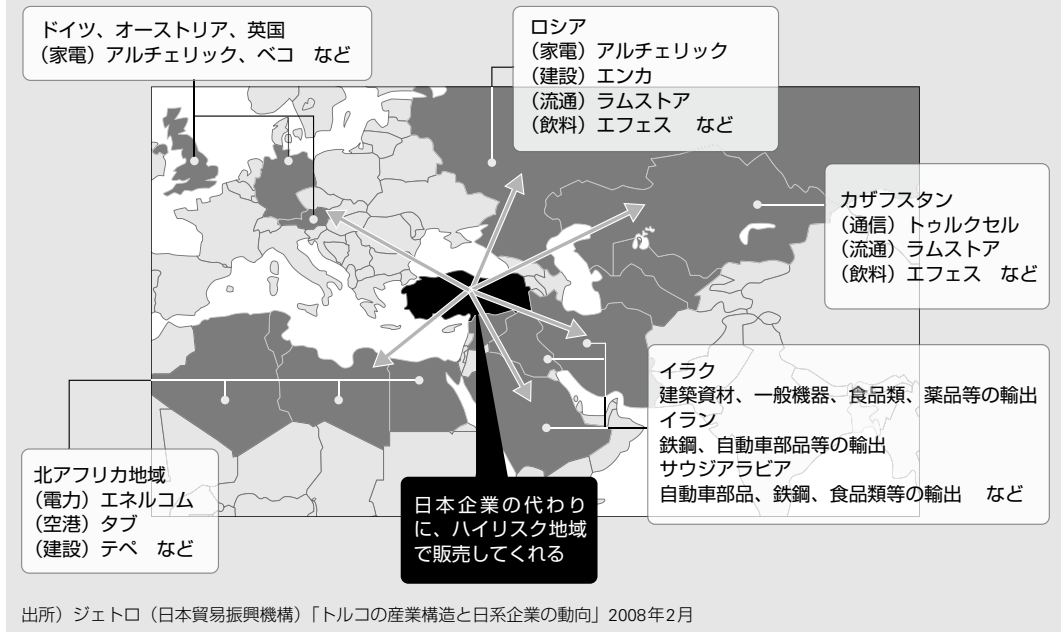 ドイツ、オーストリア、英国
（家電）アルチェリック、ベコ　など
ロシア
（家電）アルチェリック
（建設）エンカ
（流通）ラムストア
（飲料）エフェス　など
カザフスタン
（通信）トゥルクセル
（流通）ラムストア
（飲料）エフェス　など
イラク
建築資材、一般機器、食品類、薬品等の輸出
イラン
鉄鋼、自動車部品等の輸出
サウジアラビア
自動車部品、鉄鋼、食品類等の輸出　など
北アフリカ地域
（電力）エネルコム
（空港）タブ
（建設）テペ　など
日本企業の代わり
に、ハイリスク地域
で販売してくれる
出所）ジェトロ（日本貿易振興機構）「トルコの産業構造と日系企業の動向」2008年2月